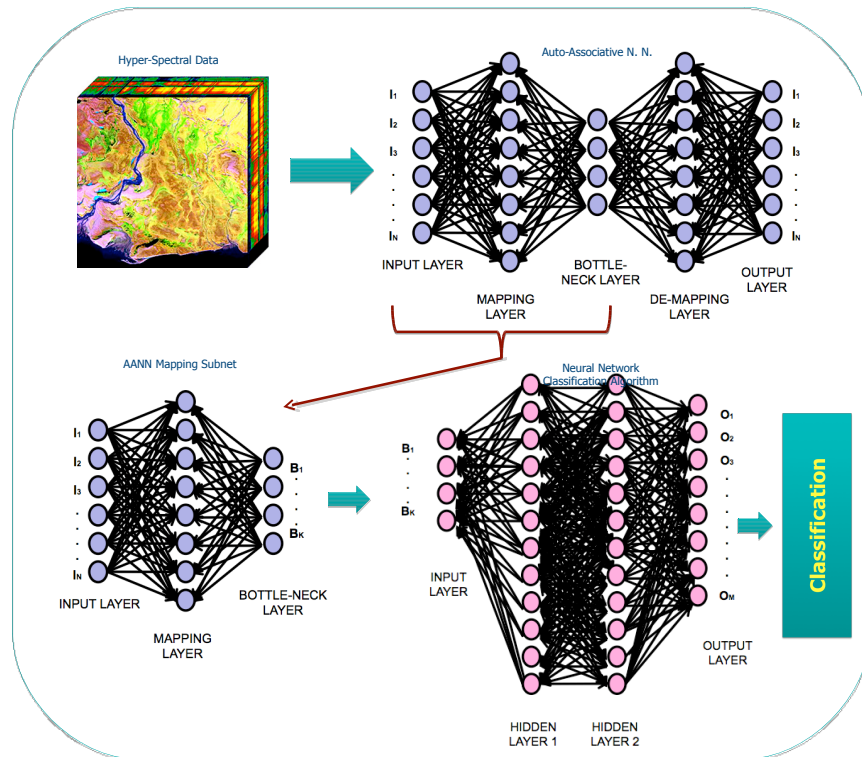 Hyper-Spectral Data
Auto-Associative N. N.
I1
I2
I3
.
.
.
IN
I1
I2
I3
.
.
.
IN
INPUT LAYER
MAPPING
LAYER
BOTTLE-
NECK LAYER
DE-MAPPING
LAYER
OUTPUT
LAYER
AANN Mapping Subnet
I1
I2
I3
.
.
.
IN
B1
.
.
.
BK
INPUT LAYER
MAPPING
LAYER
BOTTLE-NECK
LAYER
Neural Network
Classification Algorithm
B1
.
.
.
BK
INPUT
LAYER
HIDDEN
LAYER 1
HIDDEN
LAYER 2
O1
O2
O3
.
.
.
.
.
OM
OUTPUT
LAYER
Classification